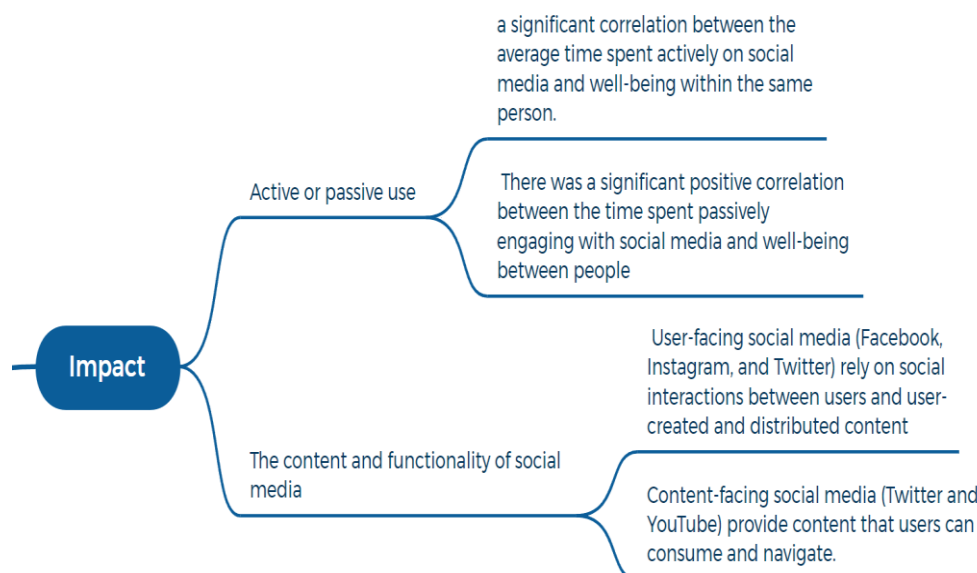 a significant correlation between the
average time spent actively on social
media and well-being within the same
person.
Active or passive use
There was a significant positive correlation
between the time spent passively
engaging with social media and well-being
between people
Impact
User-facing social media (Facebook,
Instagram, and Twitter) rely on social
interactions between users and user-
created and distributed content
The content and functionality of social
media
Content-facing social media (Twitter and
YouTube) provide content that users can
consume and navigate.